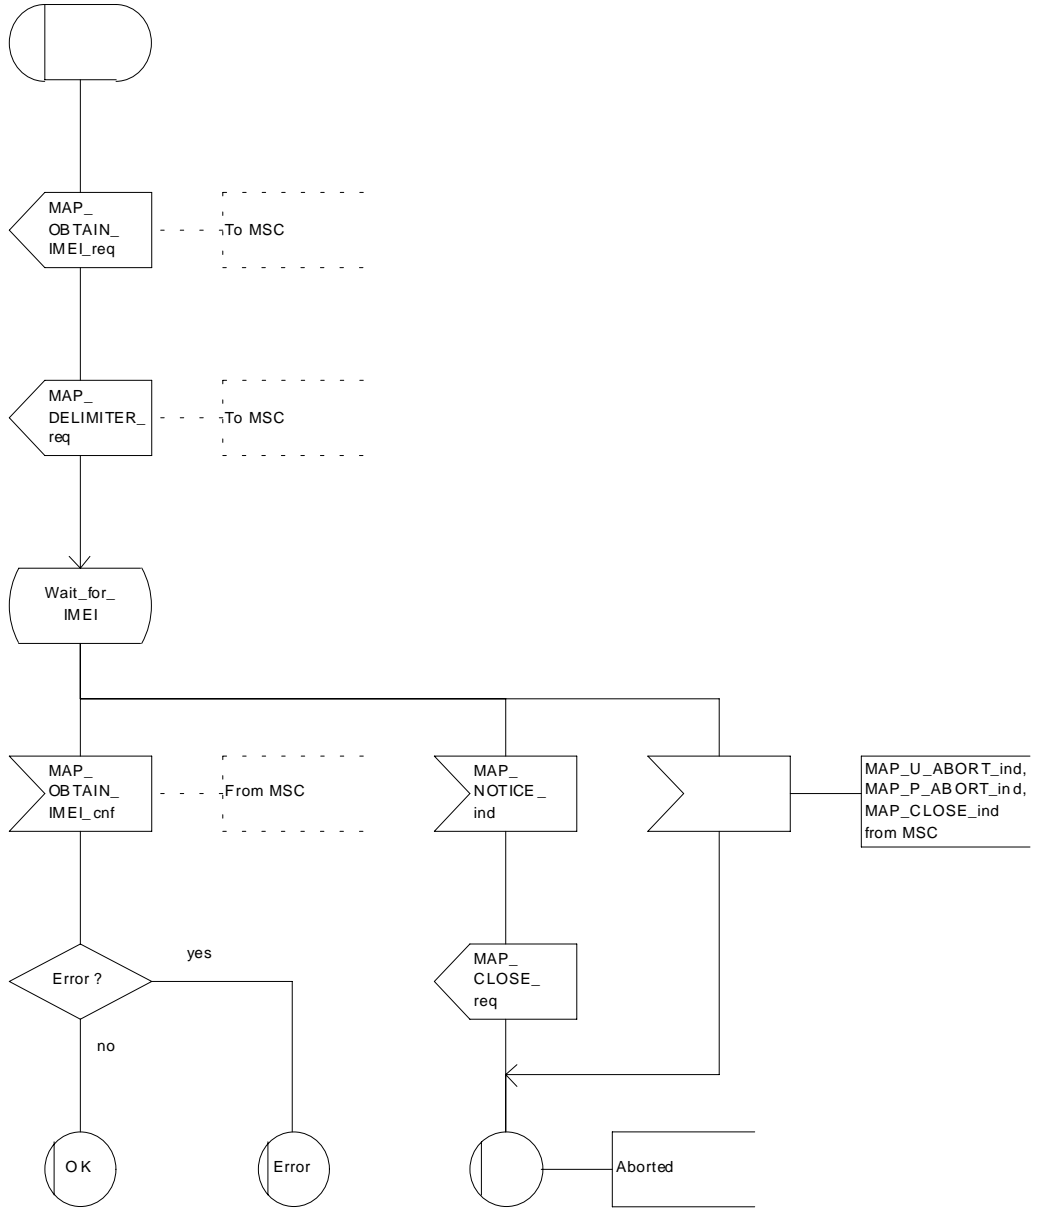 MAP_
OBTAIN_
IMEI_req
To MSC
MAP_
DELIMITER_
req
To MSC
Wait_for_
IMEI
MAP_
OBTAIN_
IMEI_cnf
From MSC
MAP_
NOTICE_
ind
MAP_U_ABORT_ind,
MAP_P_ABORT_ind,
MAP_CLOSE_ind
from MSC
Error ?
yes
no
MAP_
CLOSE_
req
OK
Error
Aborted